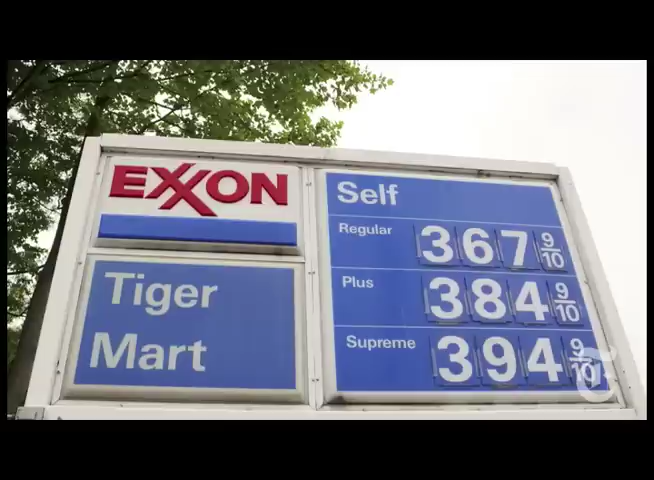 EXXON
Tiger
Mart
Self
Regular 367 9/10
Plus 384 9/10
Supreme 394 9/10